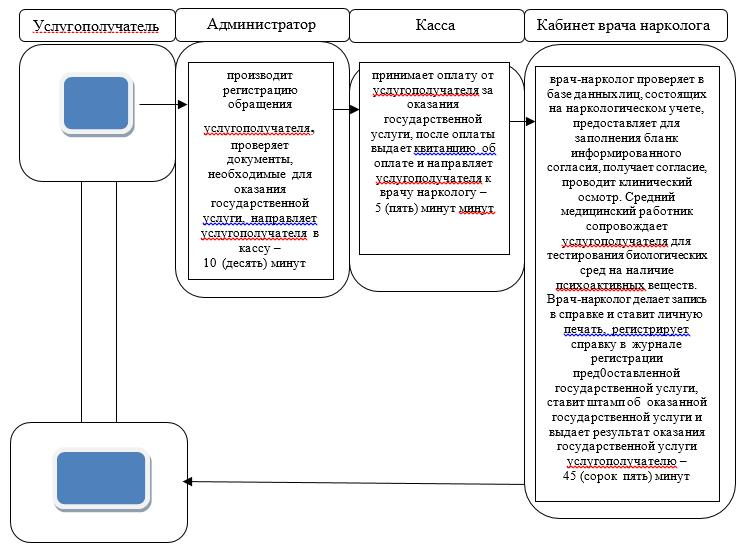 Услугополучатель
Администратор
Касса
Кабинет врача нарколога
производит
регистрацию
обращения
услугополучателя,
проверяет
документы,
необходимые для
оказания
государственной
услуги, направляет
услугополучателя в
кассу –
10 (десять) минут
принимает оплату от
услугополучателя за
оказания
государственной
услуги, после оплаты
выдает квитанцию об
оплате и направляет
услугополучателя к
врачу наркологу –
5 (пять) минут минут
врач-нарколог проверяет в
базе данных лиц, состоящих
на наркологическом учете,
предоставляет для
заполнения бланк
информированного
согласия, получает согласие,
проводит клинический
осмотр. Средний
медицинский работник
сопровождает
услугополучателя для
тестирования биологических
сред на наличие
психоактивных веществ.
Врач-нарколог делает запись
в справке и ставит личную
печать, регистрирует
справку в журнале
регистрации
пред0оставленной
государственной услуги,
ставит штамп об оказанной
государственной услуги и
выдает результат оказания
государственной услуги
услугополучателю –
45 (сорок пять) минут